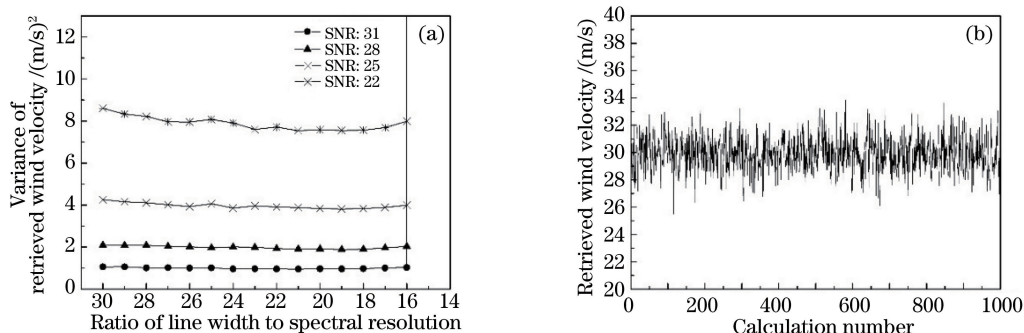 (a)
SNR: 31
SNR: 28
SNR: 25
SNR: 22
Variance of
retrieved wind velocity /(m/s)²
12
10
8
6
4
2
0
30 28 26 24 22 20 18 16 14
Ratio of line width to spectral resolution
(b)
Retrieved wind velocity /(m/s)
40
38
36
34
32
30
28
26
24
22
20
0 200 400 600 800 1000
Calculation number